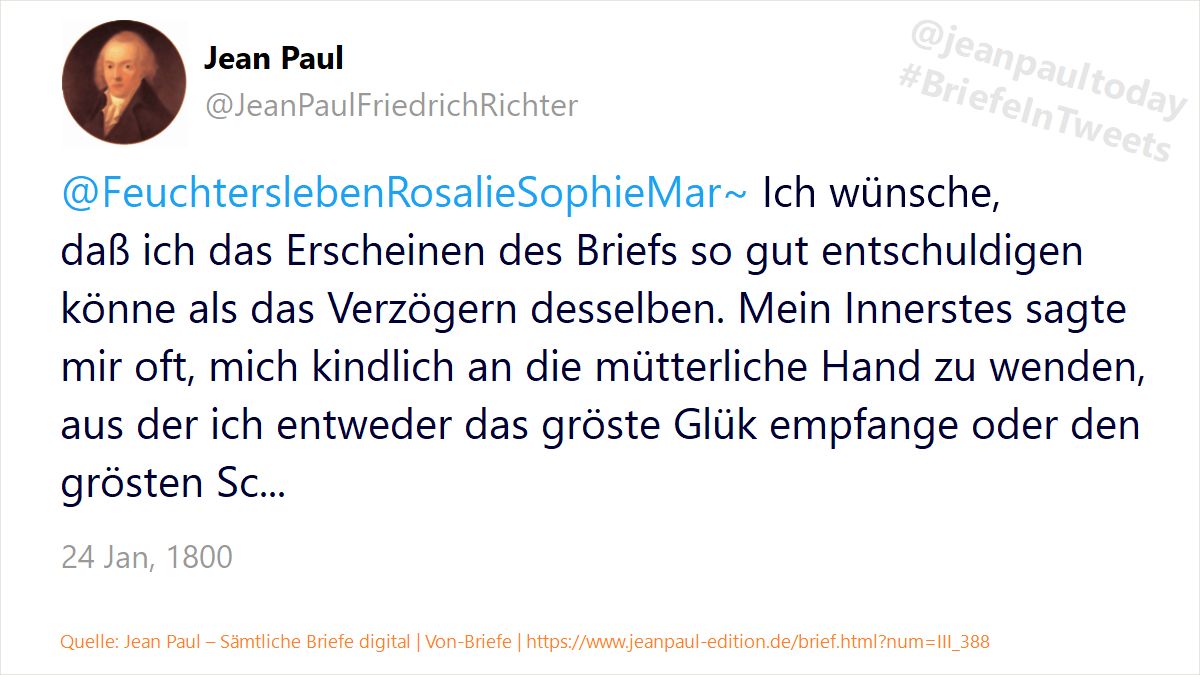 Jean Paul
@JeanPaulFriedrichRichter
@jeanpaultoday
#BriefeInTweets
@FeuchterslebenRosalieSophieMar~ Ich wünsche,
daß ich das Erscheinen des Briefs so gut entschuldigen
könne als das Verzögern desselben. Mein Innerstes sagte
mir oft, mich kindlich an die mütterliche Hand zu wenden,
aus der ich entweder das gröste Glük empfange oder den
grösten Sc...
24 Jan, 1800
Quelle: Jean Paul – Sämtliche Briefe digital | Von-Briefe | https://www.jeanpaul-edition.de/brief.html?num=III_388